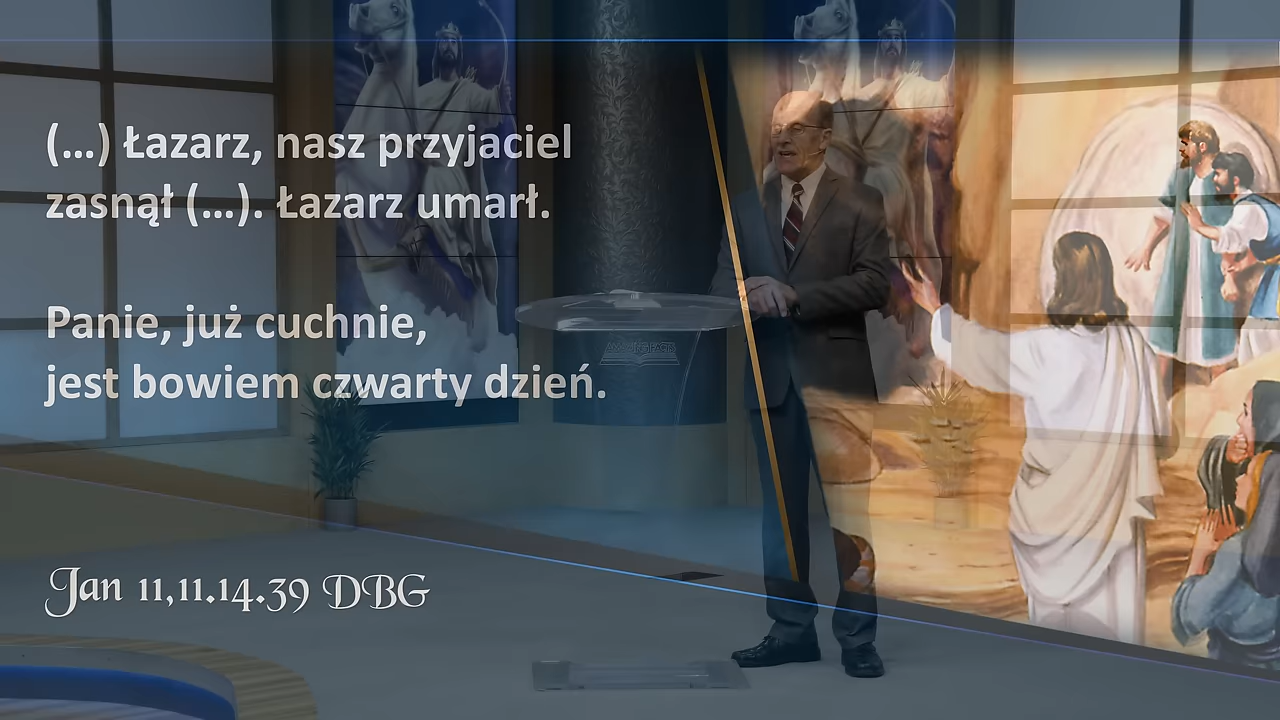 (...) Łazarz, nasz przyjaciel
zasnął (...). Łazarz umarł.
Panie, już cuchnie,
jest bowiem czwarty dzień.
Jan 11,11.14.39 DBG